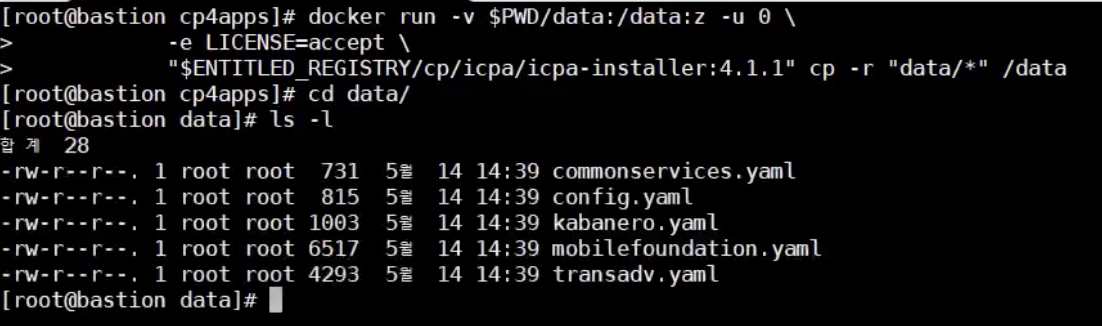 [root@bastion cp4apps]# docker run -v $PWD/data:/data:z -u 0 \
>            -e LICENSE=accept \
>            "$ENTITLED_REGISTRY/cp/icpa/icpa-installer:4.1.1" cp -r "data/*" /data
[root@bastion cp4apps]# cd data/
[root@bastion data]# ls -l
합계 28
-rw-r--r--. 1 root root  731  5월  14 14:39 commonservices.yaml
-rw-r--r--. 1 root root  815  5월  14 14:39 config.yaml
-rw-r--r--. 1 root root 1003  5월  14 14:39 kabanero.yaml
-rw-r--r--. 1 root root 6517  5월  14 14:39 mobilefoundation.yaml
-rw-r--r--. 1 root root 4293  5월  14 14:39 transadv.yaml
[root@bastion data]#